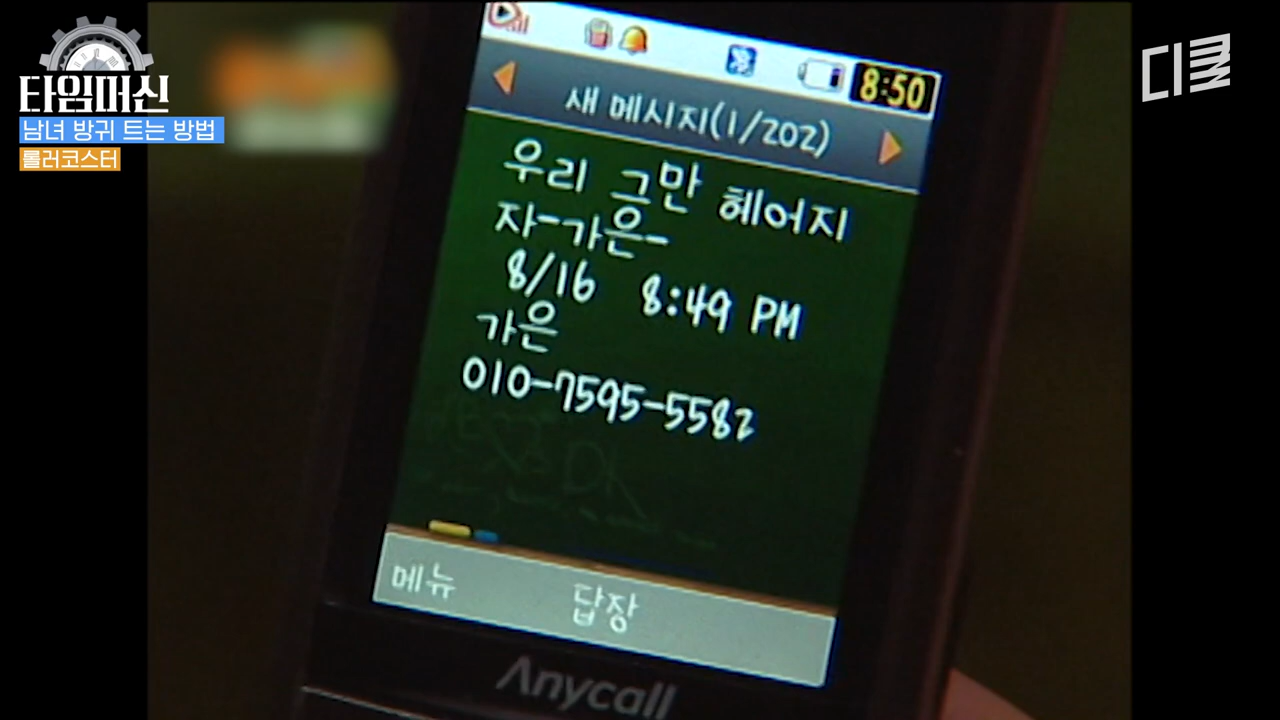 타임머신
남녀 방귀 트는 방법
롤러코스터
디글
8:50
새 메시지(1/202)
우리 그만 헤어지
자-가은-
8/16 8:49 PM
가은
010-7595-5582
메뉴 답장
Anycall